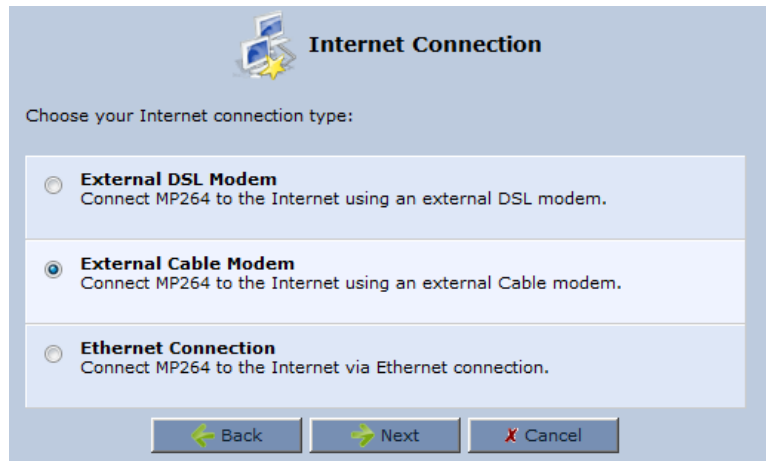 Internet Connection
Choose your Internet connection type:
External DSL Modem
Connect MP264 to the Internet using an external DSL modem.
External Cable Modem
Connect MP264 to the Internet using an external Cable modem.
Ethernet Connection
Connect MP264 to the Internet via Ethernet connection.
Back Next Cancel